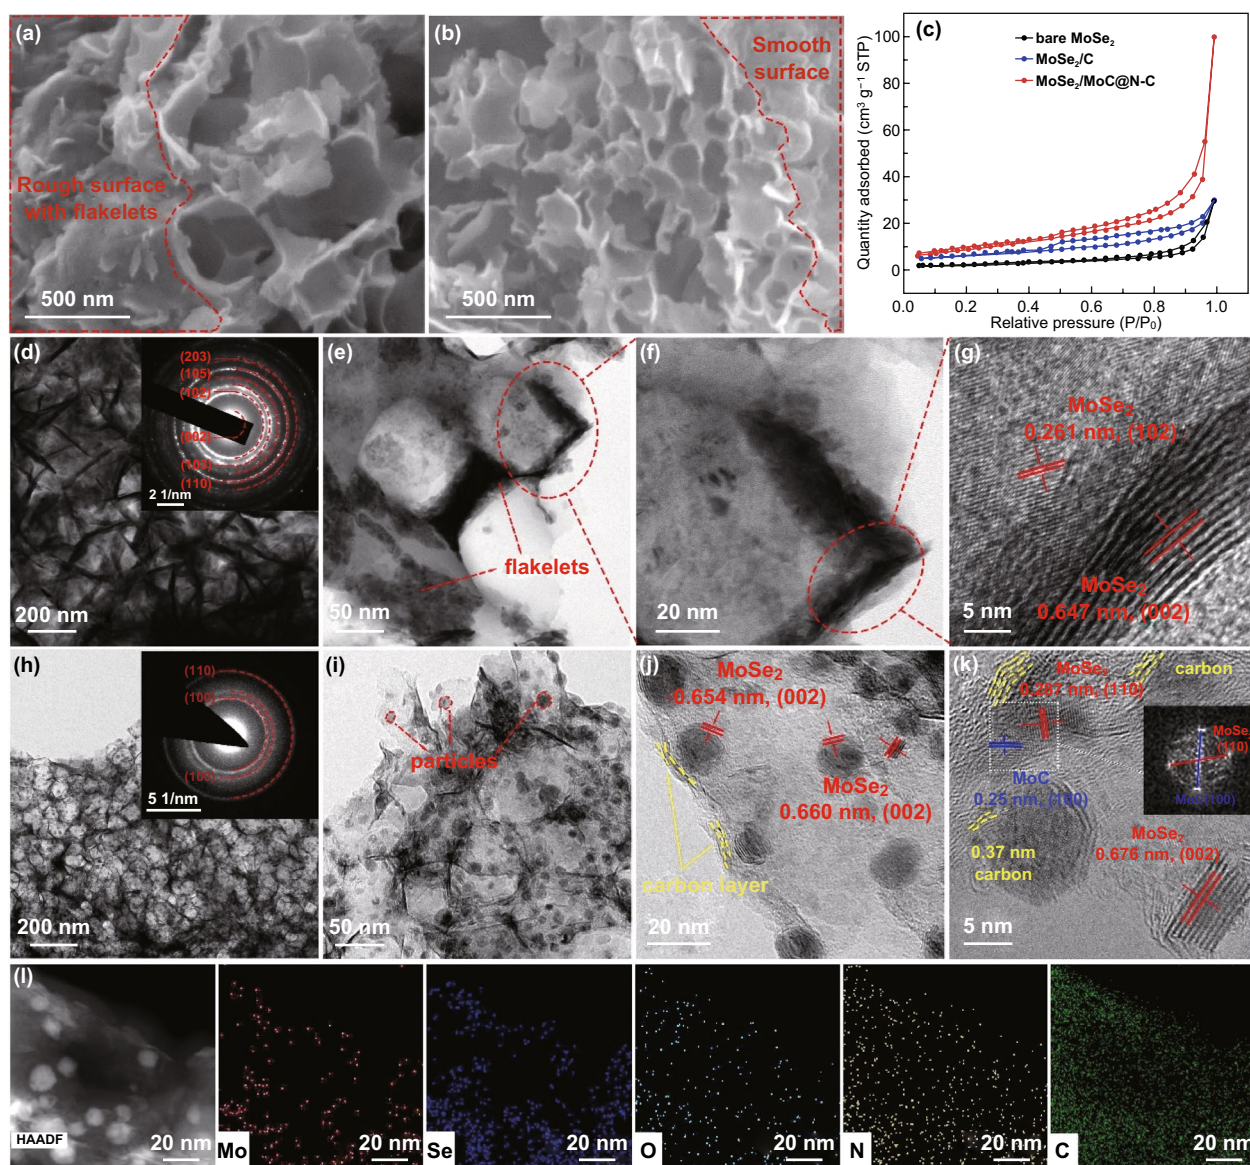 (a)
Rough surface
with flakelets
500 nm
(b)
Smooth
surface
500 nm
(c)
bare MoSe₂
MoSe₂/C
MoSe₂/MoC@N-C
Quantity adsorbed (cm³ g⁻¹ STP)
100
80
60
40
20
0
0.0 0.2 0.4 0.6 0.8 1.0
Relative pressure (P/P₀)
(d)
(203)
(105)
(102)
(002)
(103)
(110)
2 1/nm
200 nm
(e)
flakelets
50 nm
(f)
20 nm
(g)
MoSe₂
0.261 nm, (102)
MoSe₂
0.647 nm, (002)
5 nm
(h)
(110)
(100)
(103)
5 1/nm
200 nm
(i)
particles
50 nm
(j)
MoSe₂
0.654 nm, (002)
MoSe₂
0.660 nm, (002)
carbon layer
20 nm
(k)
MoSe₂
0.287 nm, (110)
carbon
MoC
0.25 nm, (100)
MoSe₂
(110)
MoC(100)
0.37 nm
carbon
MoSe₂
0.676 nm, (002)
5 nm
(l)
HAADF
20 nm
Mo
20 nm
Se
20 nm
O
20 nm
N
20 nm
C
20 nm